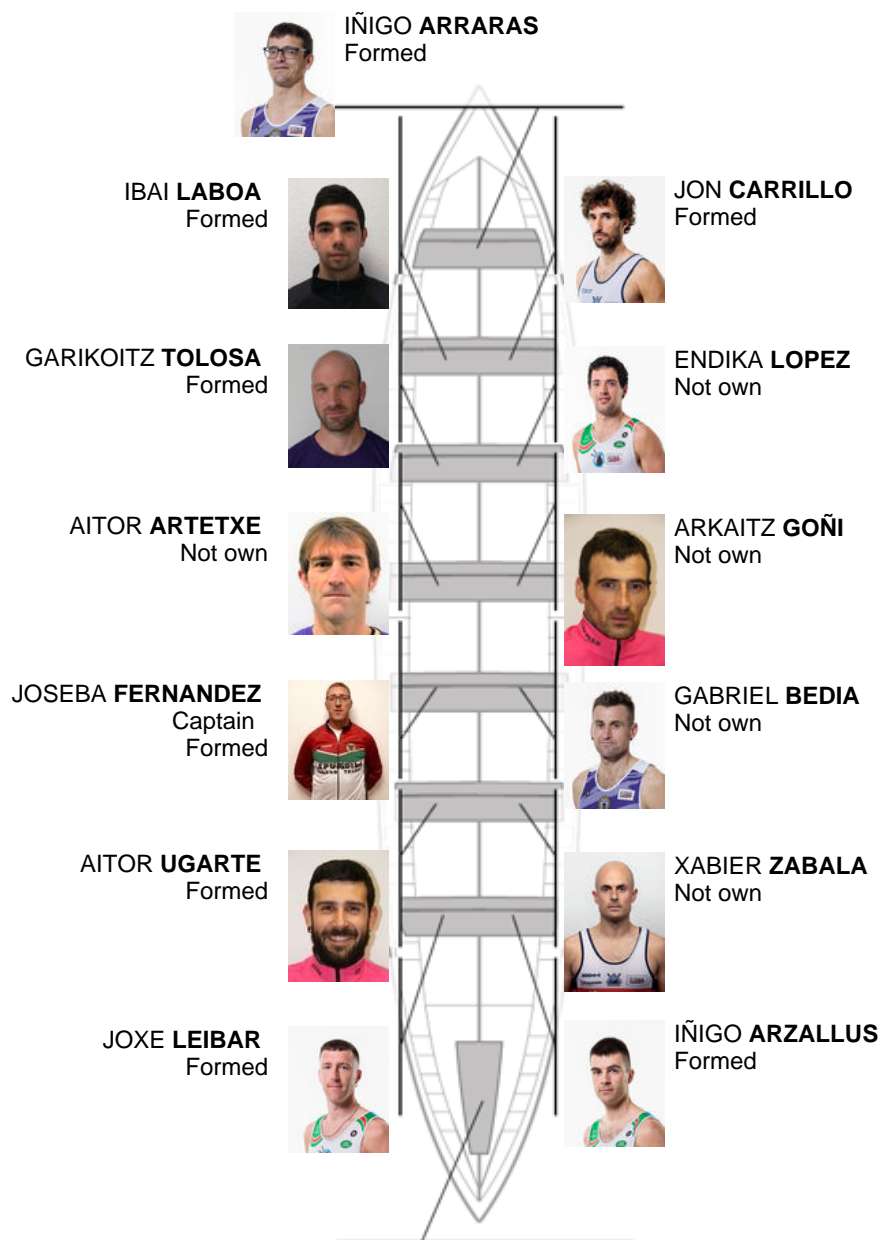 IÑIGO ARRARAS
Formed
IBAI LABOA
Formed
JON CARRILLO
Formed
GARIKOITZ TOLOSA
Formed
ENDIKA LOPEZ
Not own
AITOR ARTETXE
Not own
ARKAITZ GOÑI
Not own
JOSEBA FERNANDEZ
Captain
Formed
GABRIEL BEDIA
Not own
AITOR UGARTE
Formed
XABIER ZABALA
Not own
JOXE LEIBAR
Formed
IÑIGO ARZALLUS
Formed